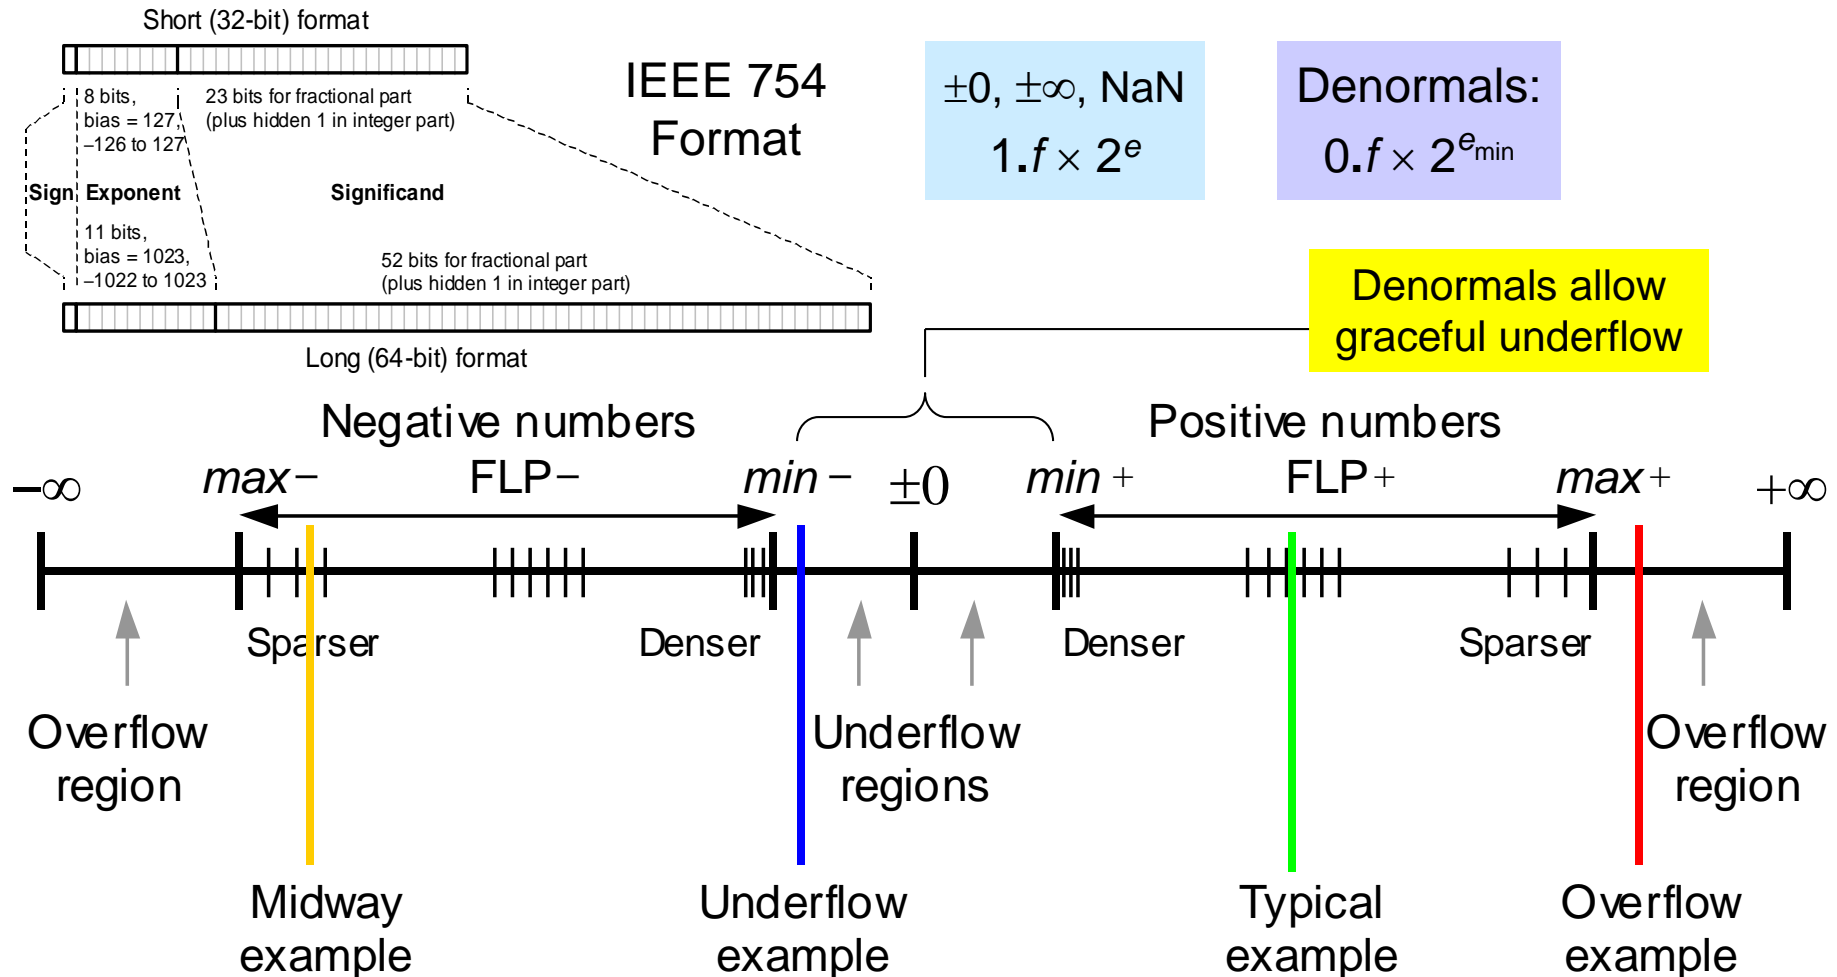 Short (32-bit) format
8 bits,
bias = 127,
–126 to 127
23 bits for fractional part
(plus hidden 1 in integer part)
Sign Exponent Significand
11 bits,
bias = 1023,
–1022 to 1023
52 bits for fractional part
(plus hidden 1 in integer part)
Long (64-bit) format
IEEE 754
Format
±0, ±∞, NaN
1.f × 2^e
Denormals:
0.f × 2^e_min
Denormals allow
graceful underflow
Negative numbers
Positive numbers
–∞ max – FLP – min – ±0 min + FLP + max + +∞
Sparser Denser Denser Sparser
Overflow
region
Underflow
regions
Overflow
region
Midway
example
Underflow
example
Typical
example
Overflow
example